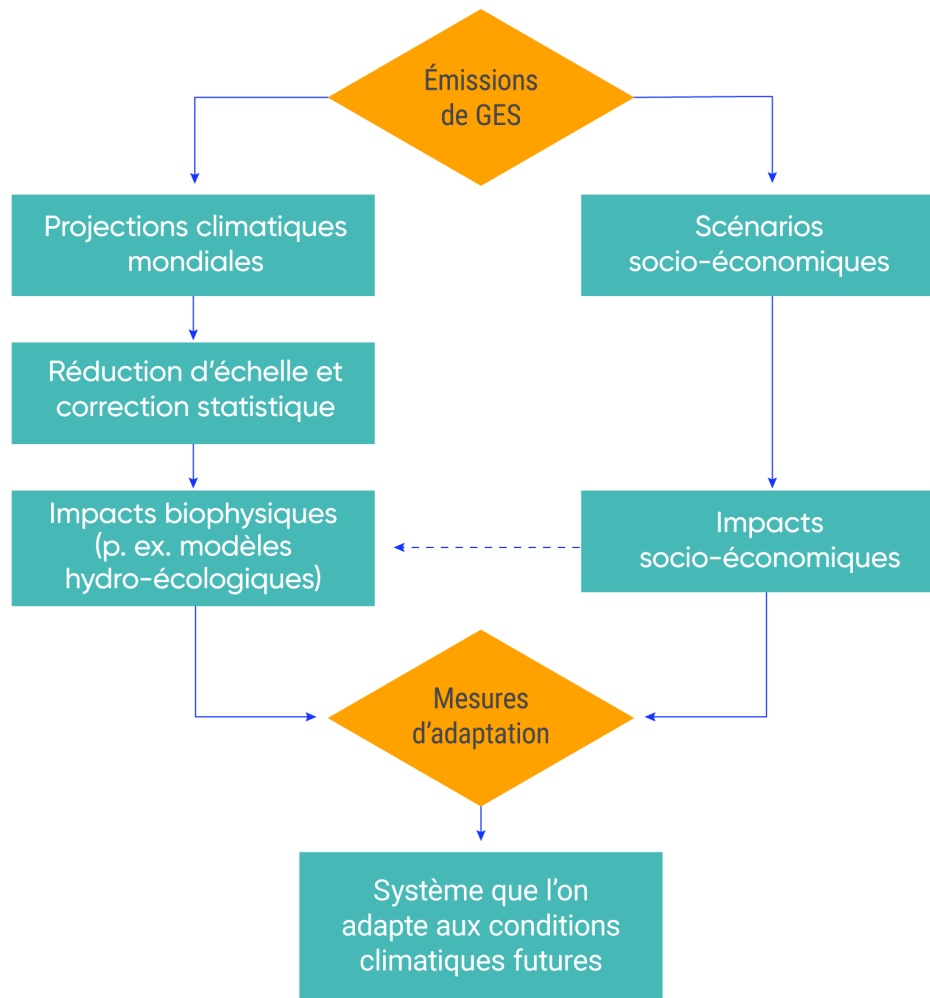 Émissions
de GES
Projections climatiques
mondiales
Scénarios
socio-économiques
Réduction d’échelle et
correction statistique
Impacts biophysiques
(p. ex. modèles
hydro-écologiques)
Impacts
socio-économiques
Mesures
d’adaptation
Système que l’on
adapte aux conditions
climatiques futures